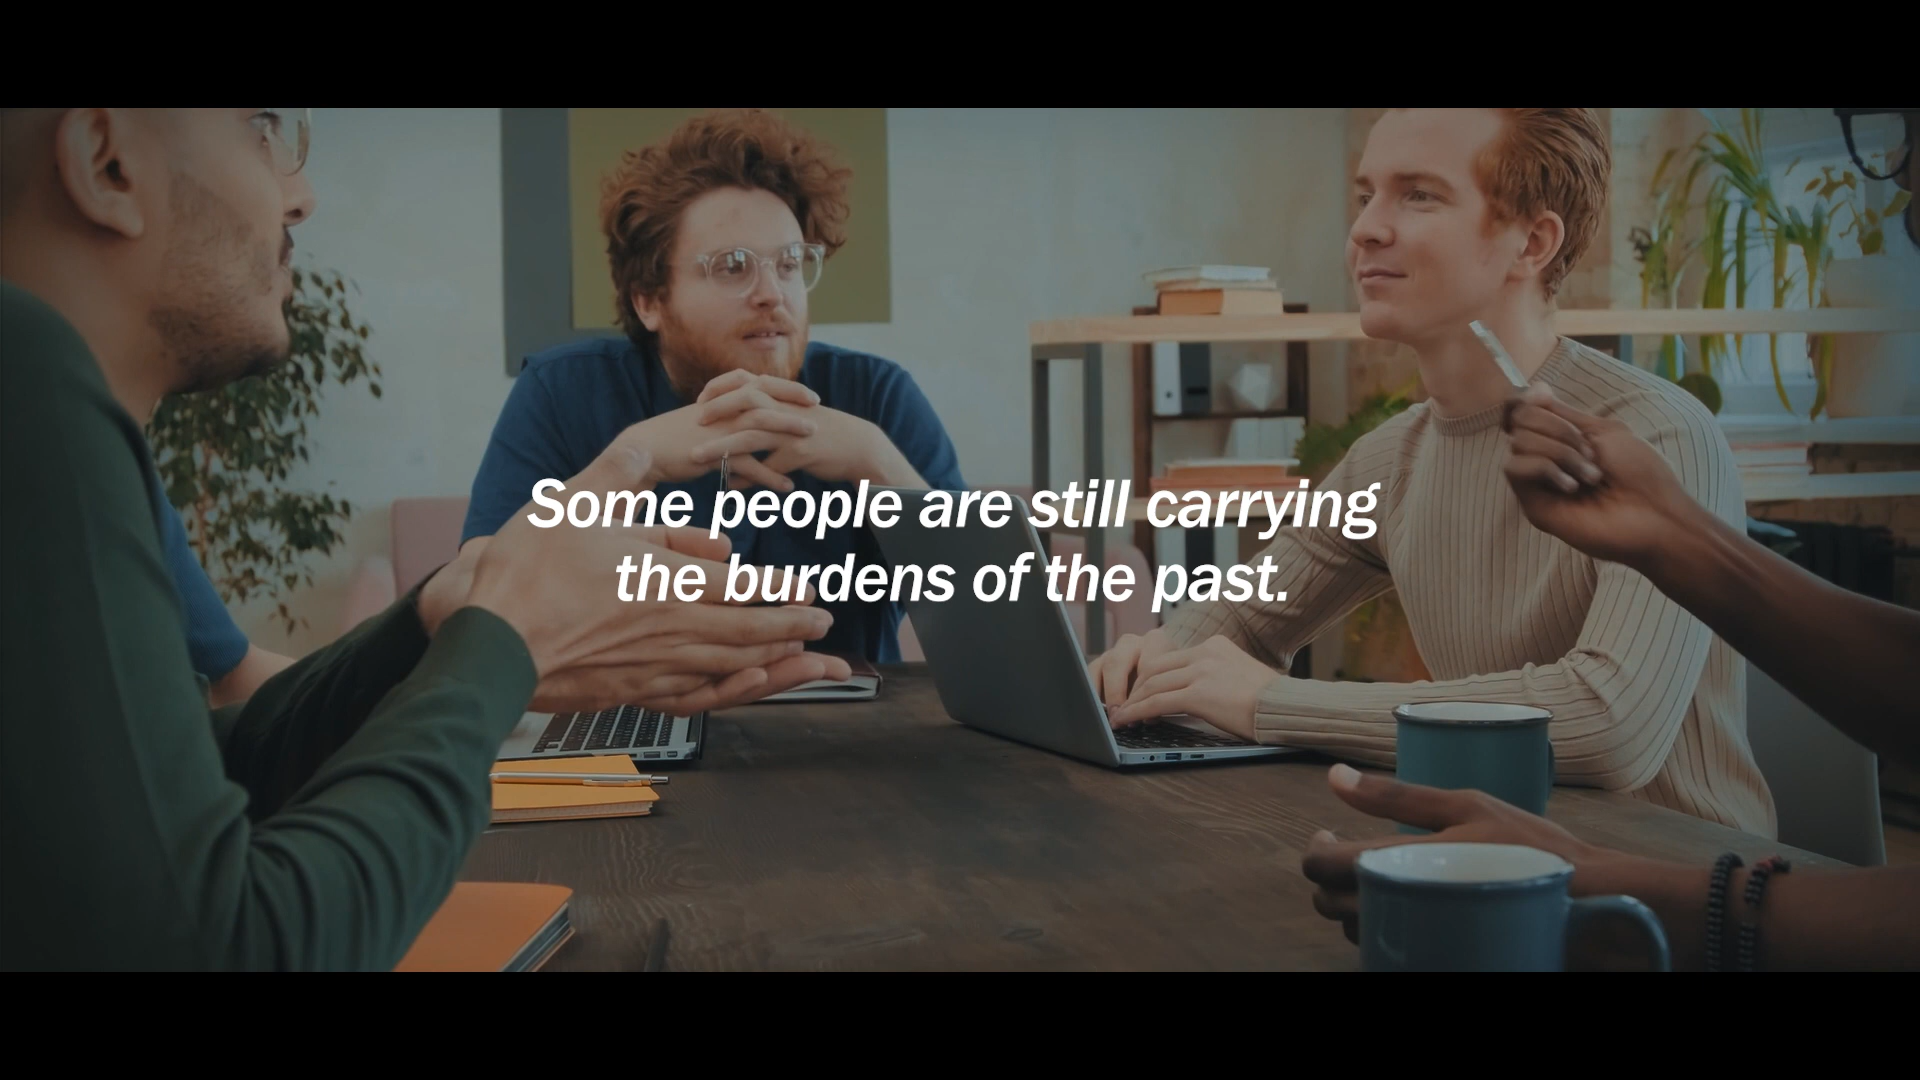 Some people are still carrying
the burdens of the past.